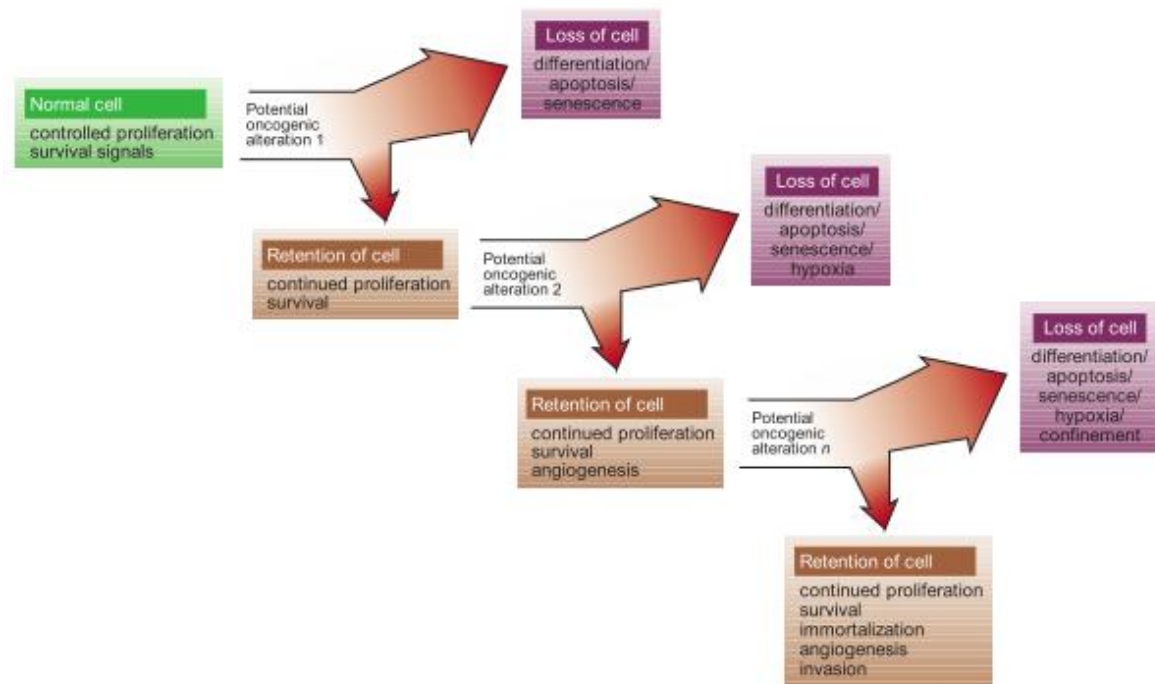 Normal cell
controlled proliferation
survival signals
Potential
oncogenic
alteration 1
Loss of cell
differentiation/
apoptosis/
senescence
Retention of cell
continued proliferation
survival
Potential
oncogenic
alteration 2
Loss of cell
differentiation/
apoptosis/
senescence/
hypoxia
Retention of cell
continued proliferation
survival
angiogenesis
Potential
oncogenic
alteration n
Loss of cell
differentiation/
apoptosis/
senescence/
hypoxia/
confinement
Retention of cell
continued proliferation
survival
immortalization
angiogenesis
invasion